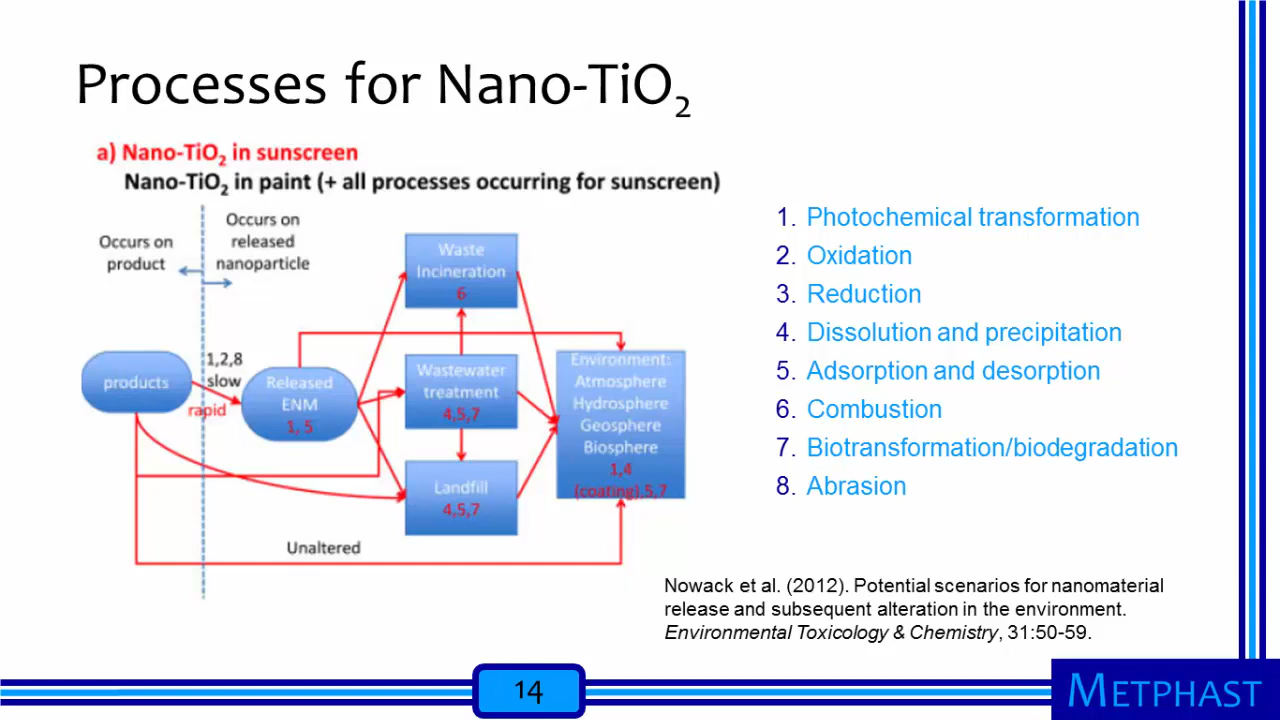 Processes for Nano-TiO₂
a) Nano-TiO₂ in sunscreen
Nano-TiO₂ in paint (+ all processes occurring for sunscreen)
Occurs on
product
Occurs on
released
nanoparticle
products
1,2,8
slow
rapid
Released
ENM
1, 5
Waste
Incineration
6
Wastewater
treatment
4,5,7
Landfill
4,5,7
Environment:
Atmosphere
Hydrosphere
Geosphere
Biosphere
1,4
(coating),5,7
Unaltered
1. Photochemical transformation
2. Oxidation
3. Reduction
4. Dissolution and precipitation
5. Adsorption and desorption
6. Combustion
7. Biotransformation/biodegradation
8. Abrasion
Nowack et al. (2012). Potential scenarios for nanomaterial
release and subsequent alteration in the environment.
Environmental Toxicology & Chemistry, 31:50-59.
14
METPHAST